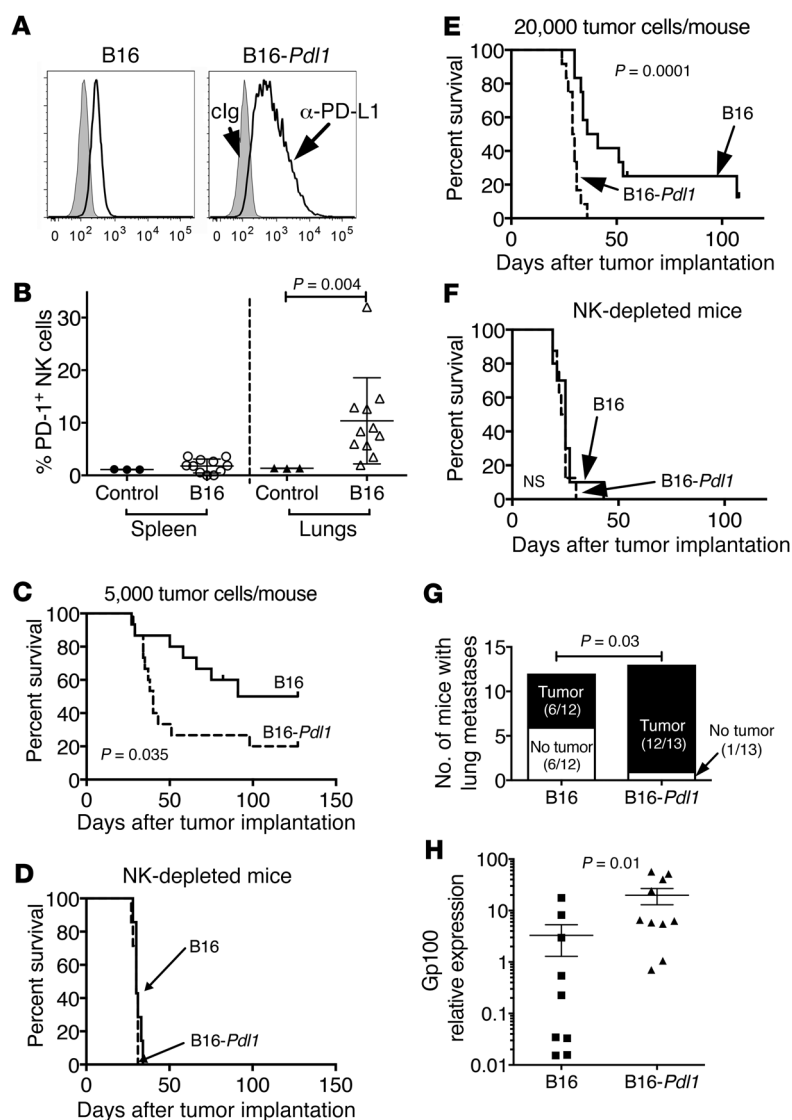 A
B16
B16-Pdl1
cIg
α-PD-L1
0 10² 10³ 10⁴ 10⁵
0 10² 10³ 10⁴ 10⁵
B
P = 0.004
% PD-1⁺ NK cells
30
20
10
0
Control B16 Control B16
Spleen Lungs
C
5,000 tumor cells/mouse
Percent survival
100
80
60
40
20
0
B16
B16-Pdl1
P = 0.035
0 50 100 150
Days after tumor implantation
D
NK-depleted mice
Percent survival
100
80
60
40
20
0
B16
B16-Pdl1
0 50 100 150
Days after tumor implantation
E
20,000 tumor cells/mouse
Percent survival
100
80
60
40
20
0
P = 0.0001
B16
B16-Pdl1
0 50 100
Days after tumor implantation
F
NK-depleted mice
Percent survival
100
80
60
40
20
0
B16
B16-Pdl1
NS
0 50 100
Days after tumor implantation
G
No. of mice with
lung metastases
15
10
5
0
P = 0.03
Tumor
(6/12)
No tumor
(6/12)
Tumor
(12/13)
No tumor
(1/13)
B16 B16-Pdl1
H
Gp100
relative expression
100
10
1
0.1
0.01
P = 0.01
B16 B16-Pdl1